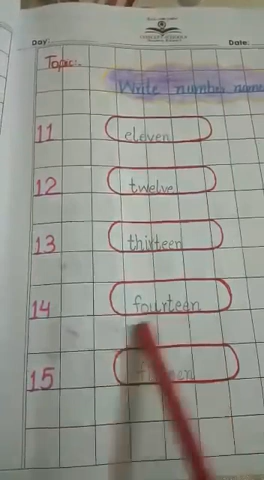 Day:
Date:
Topic:
Write number name
11 eleven
12 twelve
13 thirteen
14 fourteen
15